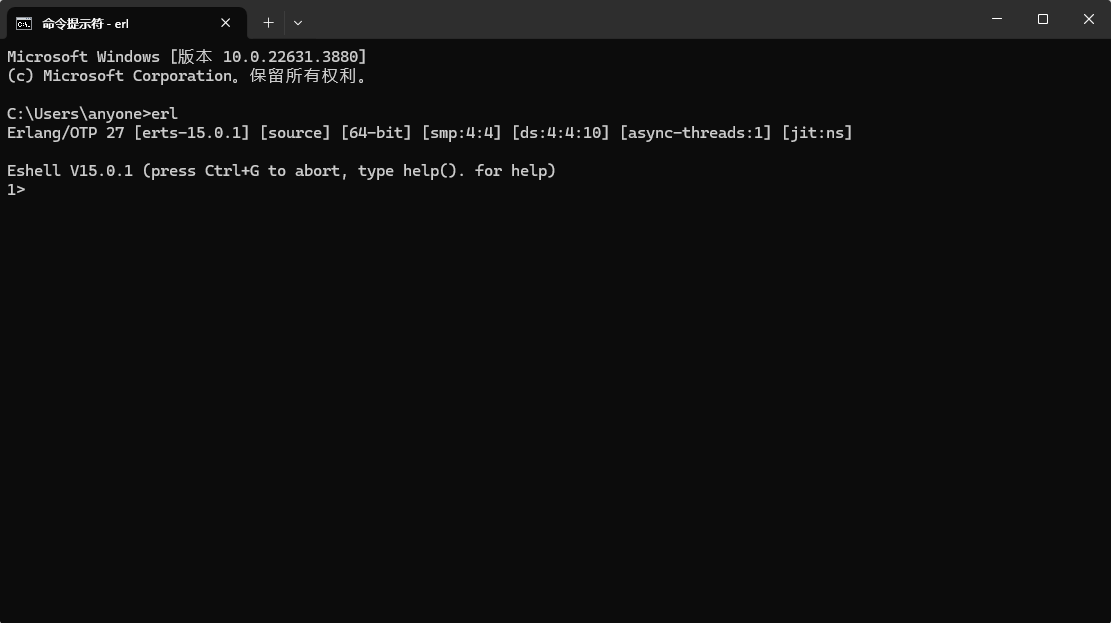 命令提示符 - erl
Microsoft Windows [版本 10.0.22631.3880]
(c) Microsoft Corporation。保留所有权利。
C:\Users\anyone>erl
Erlang/OTP 27 [erts-15.0.1] [source] [64-bit] [smp:4:4] [ds:4:4:10] [async-threads:1] [jit:ns]
Eshell V15.0.1 (press Ctrl+G to abort, type help(). for help)
1>